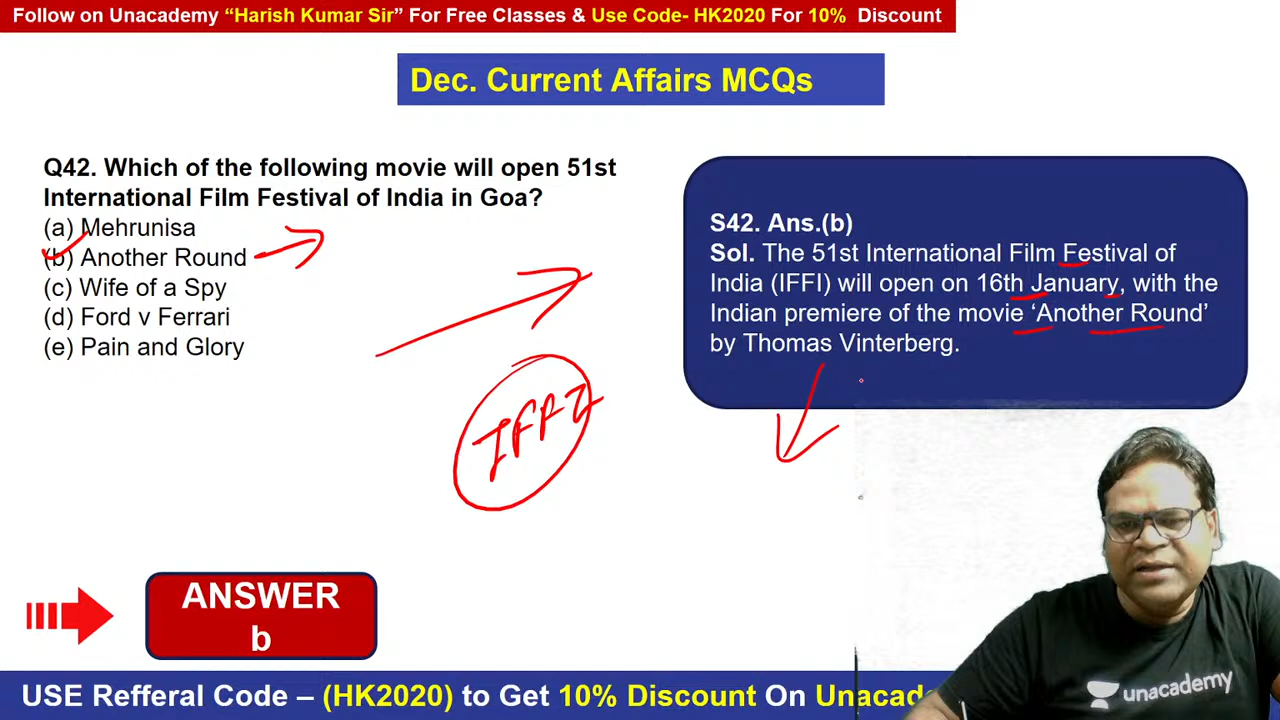 Follow on Unacademy “Harish Kumar Sir” For Free Classes & Use Code- HK2020 For 10% Discount
Dec. Current Affairs MCQs
Q42. Which of the following movie will open 51st
International Film Festival of India in Goa?
(a) Mehrunisa
(b) Another Round
(c) Wife of a Spy
(d) Ford v Ferrari
(e) Pain and Glory
IFFI
S42. Ans.(b)
Sol. The 51st International Film Festival of
India (IFFI) will open on 16th January, with the
Indian premiere of the movie ‘Another Round’
by Thomas Vinterberg.
ANSWER
b
unacademy
USE Refferal Code – (HK2020) to Get 10% Discount On Unacade